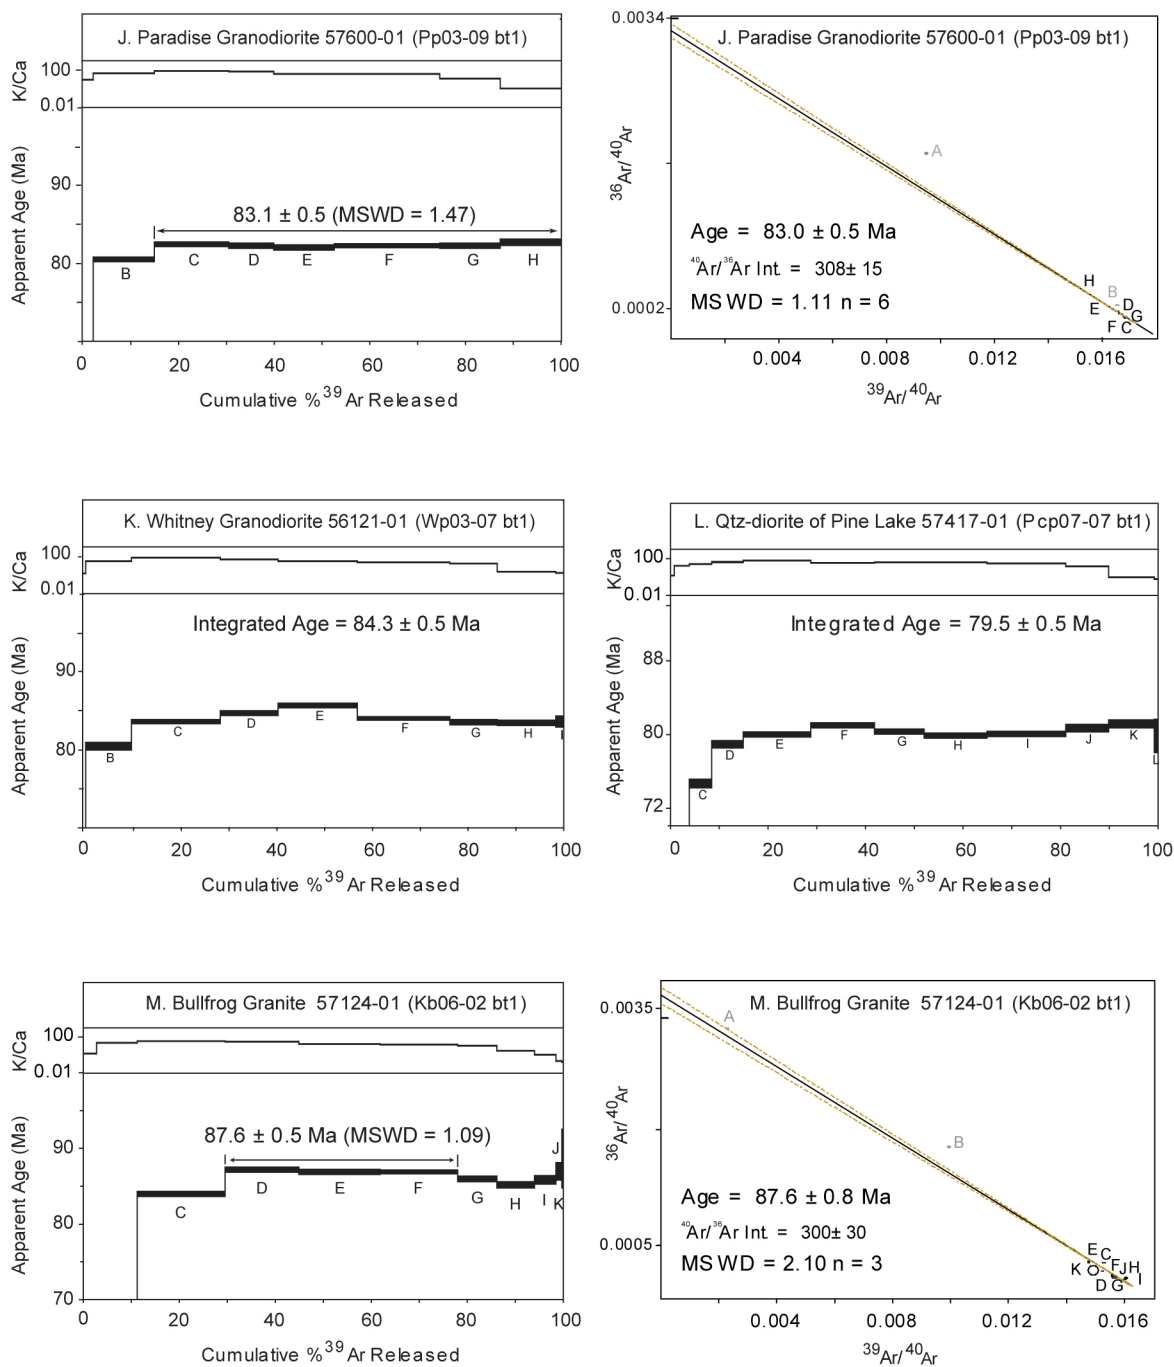 J. Paradise Granodiorite 57600-01 (Pp03-09 bt1)
K/Ca
100
0.01
Apparent Age (Ma)
90
80
83.1 ± 0.5 (MSWD = 1.47)
B C D E F G H
0 20 40 60 80 100
Cumulative %³⁹Ar Released
J. Paradise Granodiorite 57600-01 (Pp03-09 bt1)
0.0034
³⁶Ar/⁴⁰Ar
A
Age = 83.0 ± 0.5 Ma
⁴⁰Ar/³⁶Ar Int. = 308± 15
MSWD = 1.11 n = 6
0.0002
H
B D
E G
F C
0.004 0.008 0.012 0.016
³⁹Ar/⁴⁰Ar
K. Whitney Granodiorite 56121-01 (Wp03-07 bt1)
K/Ca
100
0.01
Integrated Age = 84.3 ± 0.5 Ma
Apparent Age (Ma)
90
80
B C D E F G H I
0 20 40 60 80 100
Cumulative %³⁹Ar Released
L. Qtz-diorite of Pine Lake 57417-01 (Pcp07-07 bt1)
K/Ca
100
0.01
Integrated Age = 79.5 ± 0.5 Ma
Apparent Age (Ma)
88
80
72
C D E F G H I J K L
0 20 40 60 80 100
Cumulative %³⁹Ar Released
M. Bullfrog Granite 57124-01 (Kb06-02 bt1)
K/Ca
100
0.01
Apparent Age (Ma)
90
80
70
87.6 ± 0.5 Ma (MSWD = 1.09)
C D E F G H I J K
0 20 40 60 80 100
Cumulative %³⁹Ar Released
M. Bullfrog Granite 57124-01 (Kb06-02 bt1)
0.0035
A
³⁶Ar/⁴⁰Ar
B
Age = 87.6 ± 0.8 Ma
⁴⁰Ar/³⁶Ar Int. = 300± 30
MSWD = 2.10 n = 3
0.0005
E C
K F J H
D G I
0.004 0.008 0.012 0.016
³⁹Ar/⁴⁰Ar